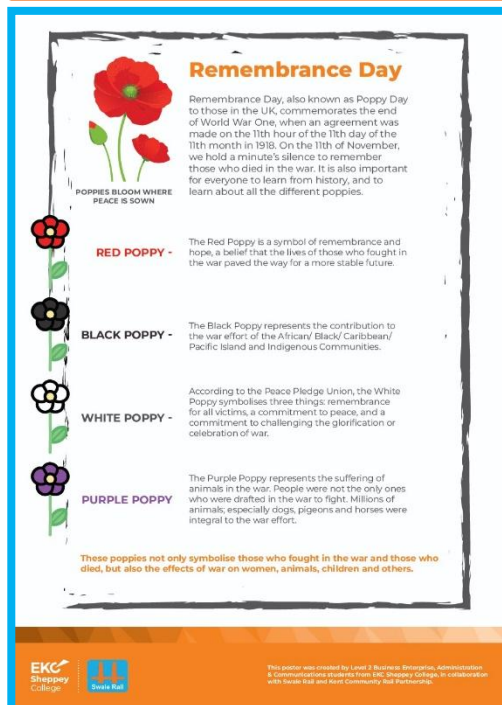 Remembrance Day
Remembrance Day, also known as Poppy Day
to those in the UK, commemorates the end
of World War One, when an agreement was
made on the 11th hour of the 11th day of the
11th month in 1918. On the 11th of November,
we hold a minute's silence to remember
those who died in the war. It is also important
for everyone to learn from history, and to
learn about all the different poppies.
POPPIES BLOOM WHERE
PEACE IS SOWN
RED POPPY -
The Red Poppy is a symbol of remembrance and
hope, a belief that the lives of those who fought in
the war paved the way for a more stable future.
BLACK POPPY -
The Black Poppy represents the contribution to
the war effort of the African/ Black/ Caribbean/
Pacific Island and Indigenous Communities.
WHITE POPPY -
According to the Peace Pledge Union, the White
Poppy symbolises three things: remembrance
for all victims, a commitment to peace, and a
commitment to challenging the glorification or
celebration of war.
PURPLE POPPY
The Purple Poppy represents the suffering of
animals in the war. People were not the only ones
who were drafted in the war to fight. Millions of
animals; especially dogs, pigeons and horses were
integral to the war effort.
These poppies not only symbolise those who fought in the war and those who
died, but also the effects of war on women, animals, children and others.
EKC
Sheppey
College
Swale Rail
This poster was created by Level 2 Business Enterprise, Administration
& Communications students from EKC Sheppey College, in collaboration
with Swale Rail and Kent Community Rail Partnership.